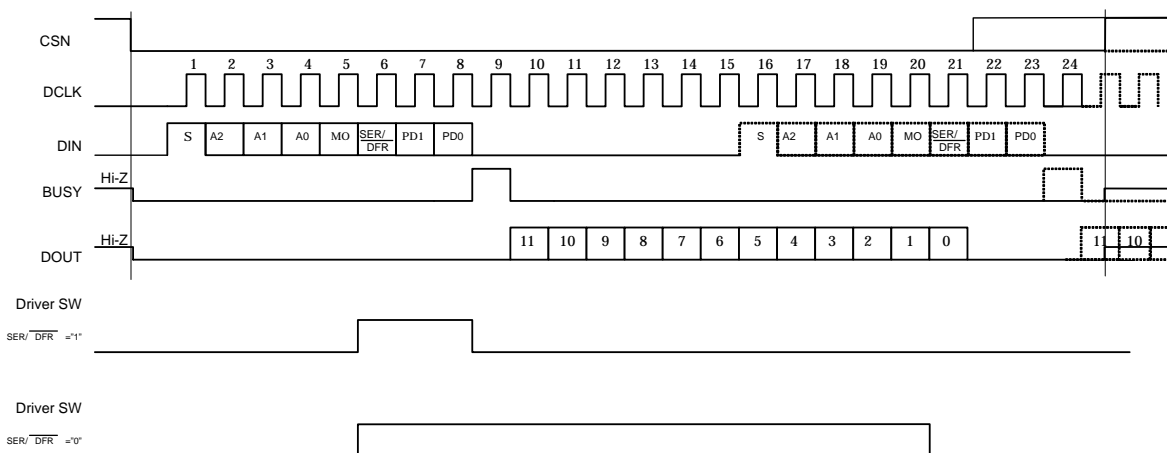 CSN
1 2 3 4 5 6 7 8 9 10 11 12 13 14 15 16 17 18 19 20 21 22 23 24
DCLK
DIN
S A2 A1 A0 MO SER/DFR PD1 PD0 S A2 A1 A0 MO SER/DFR PD1 PD0
Hi-Z
BUSY
Hi-Z
DOUT
11 10 9 8 7 6 5 4 3 2 1 0 11 10
Driver SW
SER/ DFR ="1"
Driver SW
SER/ DFR ="0"